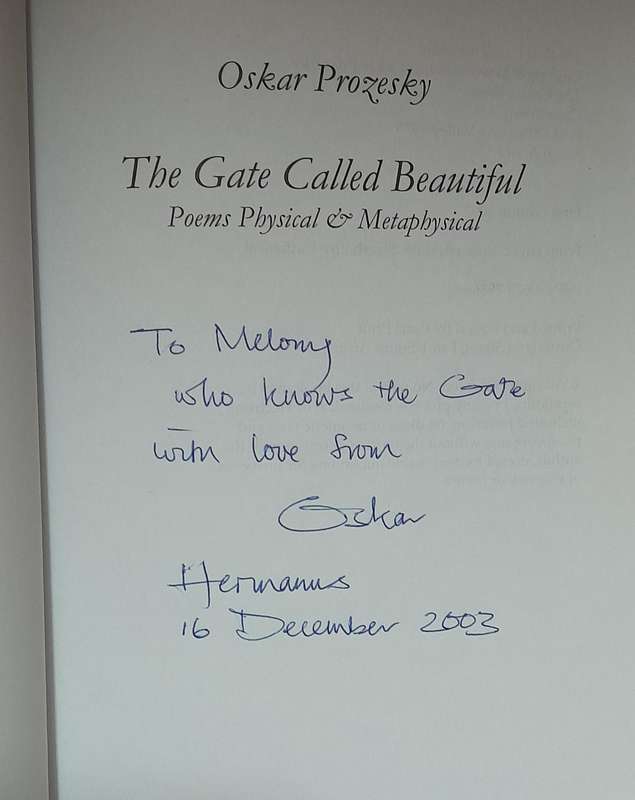 Oskar Prozesky
The Gate Called Beautiful
Poems Physical & Metaphysical
To Melony
who knows the Gate
with love from
Oskar
Hermanus
16 December 2003